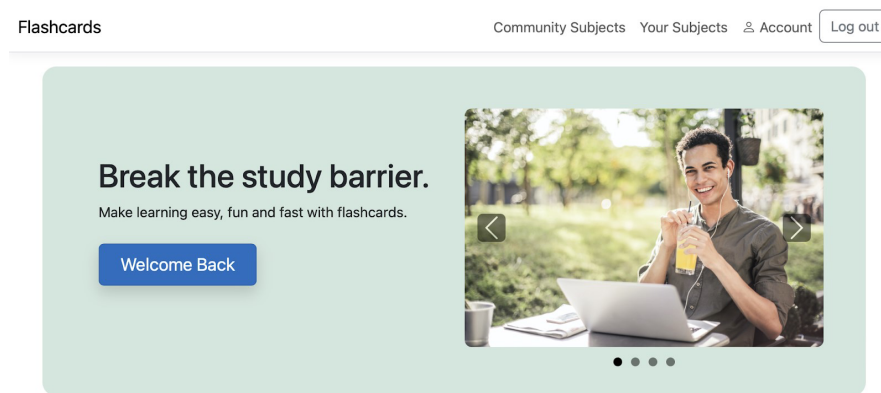 Flashcards
Community Subjects Your Subjects Account Log out
Break the study barrier.
Make learning easy, fun and fast with flashcards.
Welcome Back